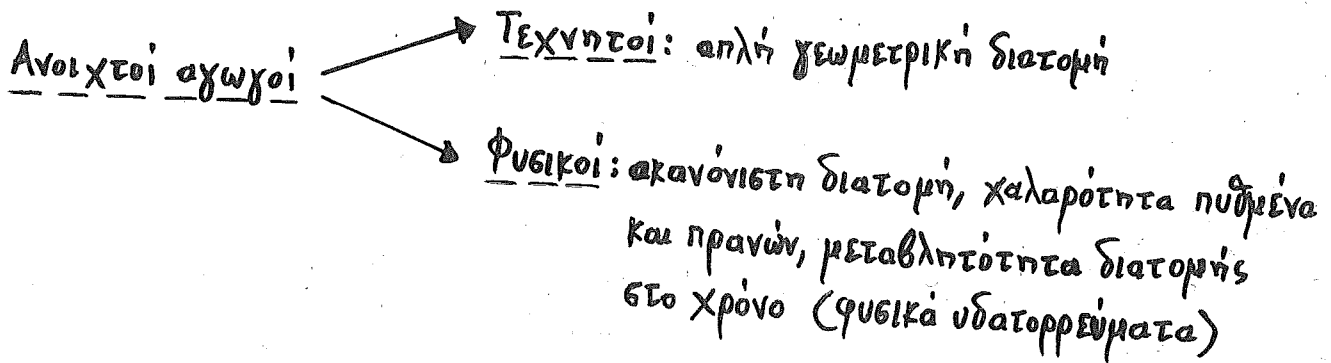 Τεχνητοί: απλή γεωμετρική διατομή
Ανοιχτοί αγωγοί
Φυσικοί: ακανόνιστη διατομή, χαλαρότητα πυθμένα
και πρανών, μεταβλητότητα διατομής
στο χρόνο (φυσικά υδατορρεύματα)